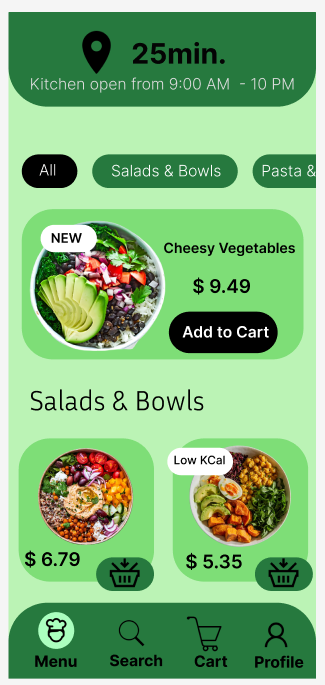 25min.
Kitchen open from 9:00 AM - 10 PM
All
Salads & Bowls
Pasta &
NEW
Cheesy Vegetables
$ 9.49
Add to Cart
Salads & Bowls
Low KCal
$ 6.79
$ 5.35
Menu
Search
Cart
Profile